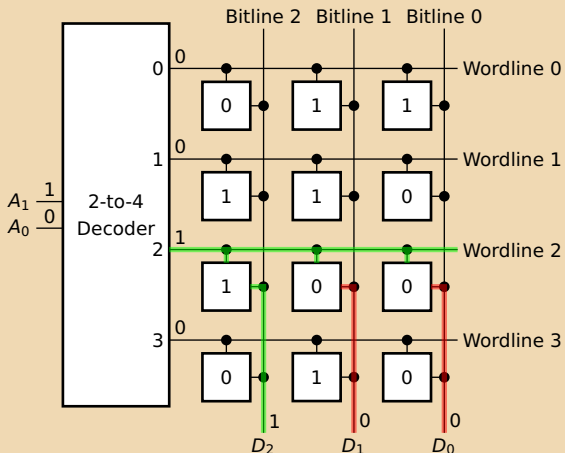 Bitline 2 Bitline 1 Bitline 0
0 0 Wordline 0
0 1 1
1 0 Wordline 1
1 1 0
A1 1
2-to-4
Decoder
A0 0
2 1 Wordline 2
1 0 0
3 0 Wordline 3
0 1 0
1 0 0
D2 D1 D0